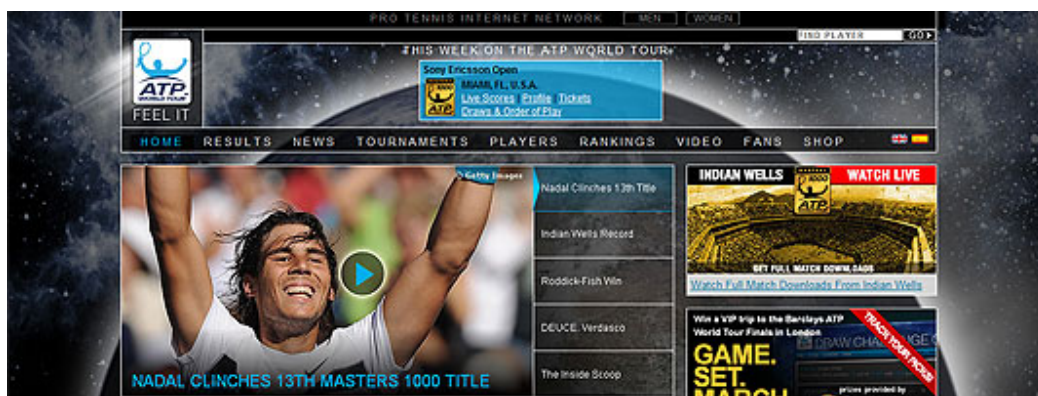 PRO TENNIS INTERNET NETWORK MEN WOMEN
FIND PLAYER GO
THIS WEEK ON THE ATP WORLD TOUR
Sony Ericsson Open
MIAMI, FL, U.S.A.
Live Scores Profile Tickets
Draws & Order of Play
ATP
WORLD TOUR
FEEL IT
HOME RESULTS NEWS TOURNAMENTS PLAYERS RANKINGS VIDEO FANS SHOP
Getty Images
NADAL CLINCHES 13TH MASTERS 1000 TITLE
Nadal Clinches 13th Title
Indian Wells Record
Roddick-Fish Win
DEUCE. Verdasco
The Inside Scoop
INDIAN WELLS
MASTERS
1000
ATP
WATCH LIVE
GET FULL MATCH DOWNLOADS
Watch Full Match Downloads From Indian Wells
Win a VIP trip to the Barclays ATP
World Tour Finals in London
TRACK YOUR PICKS!
GAME.
SET.
MARCH
prizes provided by